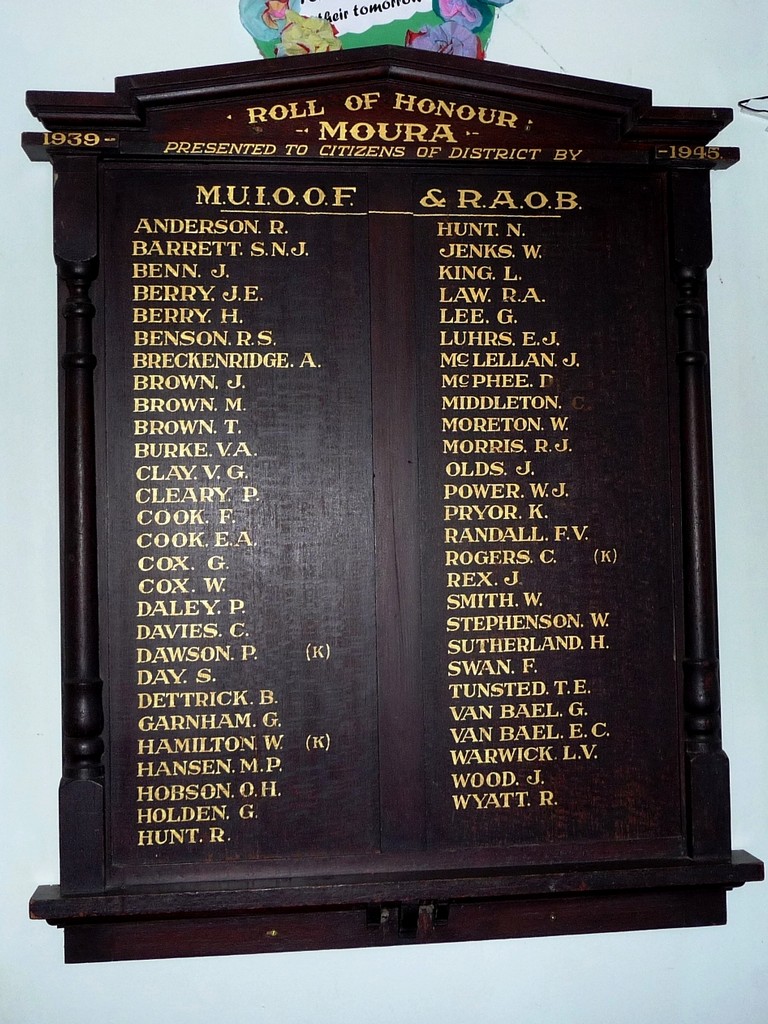 their tomorrow
ROLL OF HONOUR
- MOURA -
1939- -1945
PRESENTED TO CITIZENS OF DISTRICT BY
M.U.I.O.O.F. & R.A.O.B.
ANDERSON. R.
BARRETT. S.N.J.
BENN. J.
BERRY. J.E.
BERRY. H.
BENSON. R.S.
BRECKENRIDGE. A.
BROWN. J.
BROWN. M.
BROWN. T.
BURKE. V.A.
CLAY. V. G.
CLEARY. P.
COOK. F.
COOK. E.A.
COX. G.
COX. W.
DALEY. P.
DAVIES. C.
DAWSON. P. (K)
DAY. S.
DETTRICK. B.
GARNHAM. G.
HAMILTON. W. (K)
HANSEN. M.P.
HOBSON. O.H.
HOLDEN. G.
HUNT. R.
HUNT. N.
JENKS. W.
KING. L.
LAW. R.A.
LEE. G.
LUHRS. E.J.
McLELLAN. J.
McPHEE. D
MIDDLETON. C.
MORETON. W.
MORRIS. R.J.
OLDS. J.
POWER. W.J.
PRYOR. K.
RANDALL. F.V.
ROGERS. C. (K)
REX. J
SMITH. W.
STEPHENSON. W.
SUTHERLAND. H.
SWAN. F.
TUNSTED. T.E.
VAN BAEL. G.
VAN BAEL. E.C.
WARWICK. L.V.
WOOD. J.
WYATT. R.